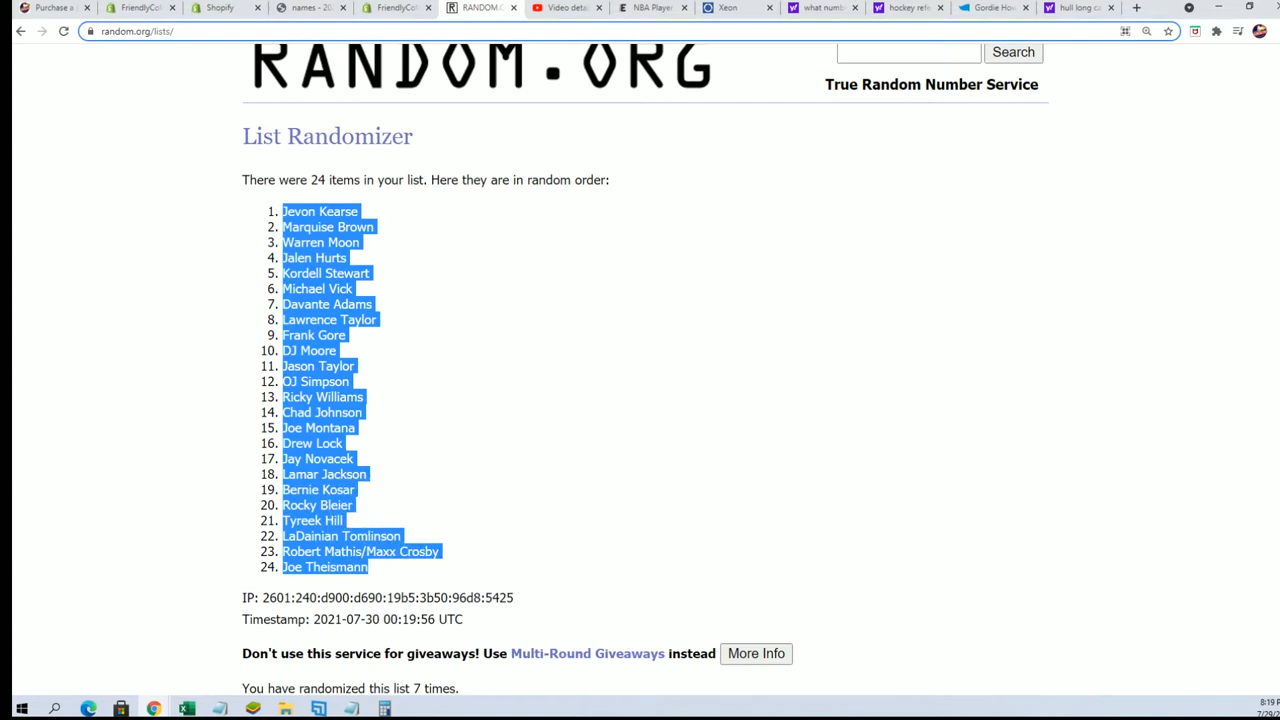 Purchase a
FriendlyCo
Shopify
names - 202
FriendlyCol
RANDOM.C
Video deta
NBA Player
Xeon
what numb
hockey refe
Gordie Ho
hull long ca
random.org/lists/
RANDOM.ORG
Search
True Random Number Service
List Randomizer
There were 24 items in your list. Here they are in random order:
1. Jevon Kearse
2. Marquise Brown
3. Warren Moon
4. Jalen Hurts
5. Kordell Stewart
6. Michael Vick
7. Davante Adams
8. Lawrence Taylor
9. Frank Gore
10. DJ Moore
11. Jason Taylor
12. OJ Simpson
13. Ricky Williams
14. Chad Johnson
15. Joe Montana
16. Drew Lock
17. Jay Novacek
18. Lamar Jackson
19. Bernie Kosar
20. Rocky Bleier
21. Tyreek Hill
22. LaDainian Tomlinson
23. Robert Mathis/Maxx Crosby
24. Joe Theismann
IP: 2601:240:d900:d690:19b5:3b50:96d8:5425
Timestamp: 2021-07-30 00:19:56 UTC
Don't use this service for giveaways! Use Multi-Round Giveaways instead More Info
You have randomized this list 7 times.
8:19 P
7/29/2